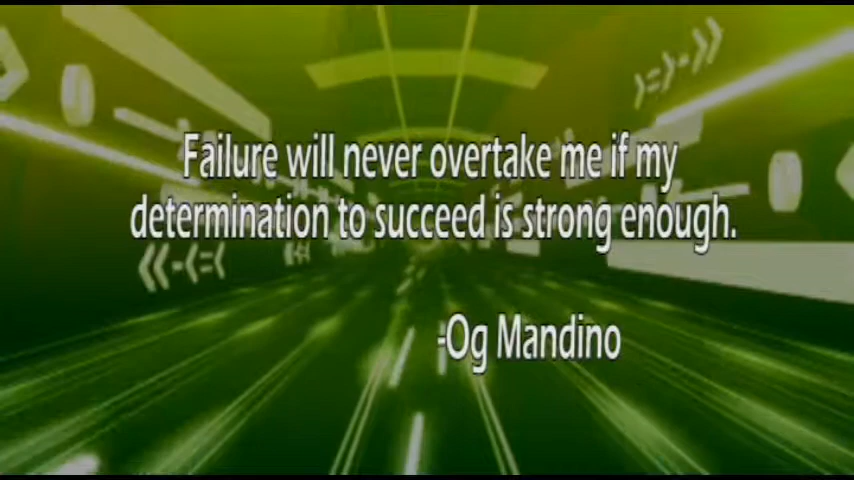 Failure will never overtake me if my
determination to succeed is strong enough.
-Og Mandino